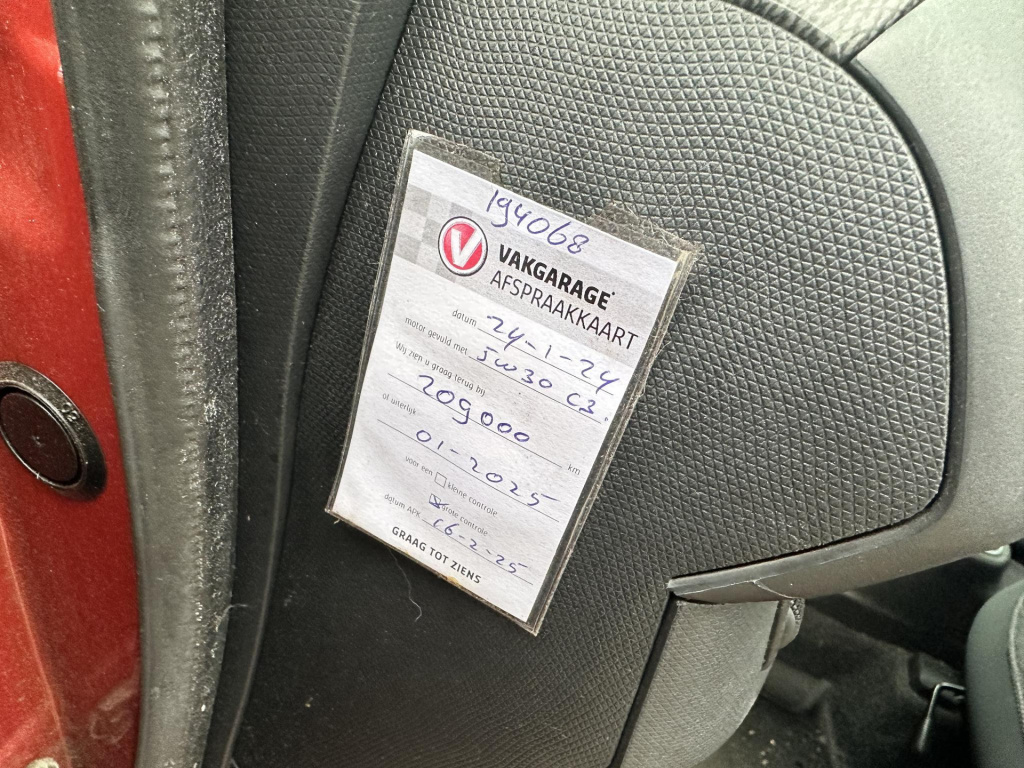 194068
V VAKGARAGE
AFSPRAAKKAART
datum 24-1-24
motor gevuld met 5w30 C3.
Wij zien u graag terug bij
209000 km
of uiterlijk
01-2025
voor een kleine controle
grote controle
datum APK 16-2-25
GRAAG TOT ZIENS